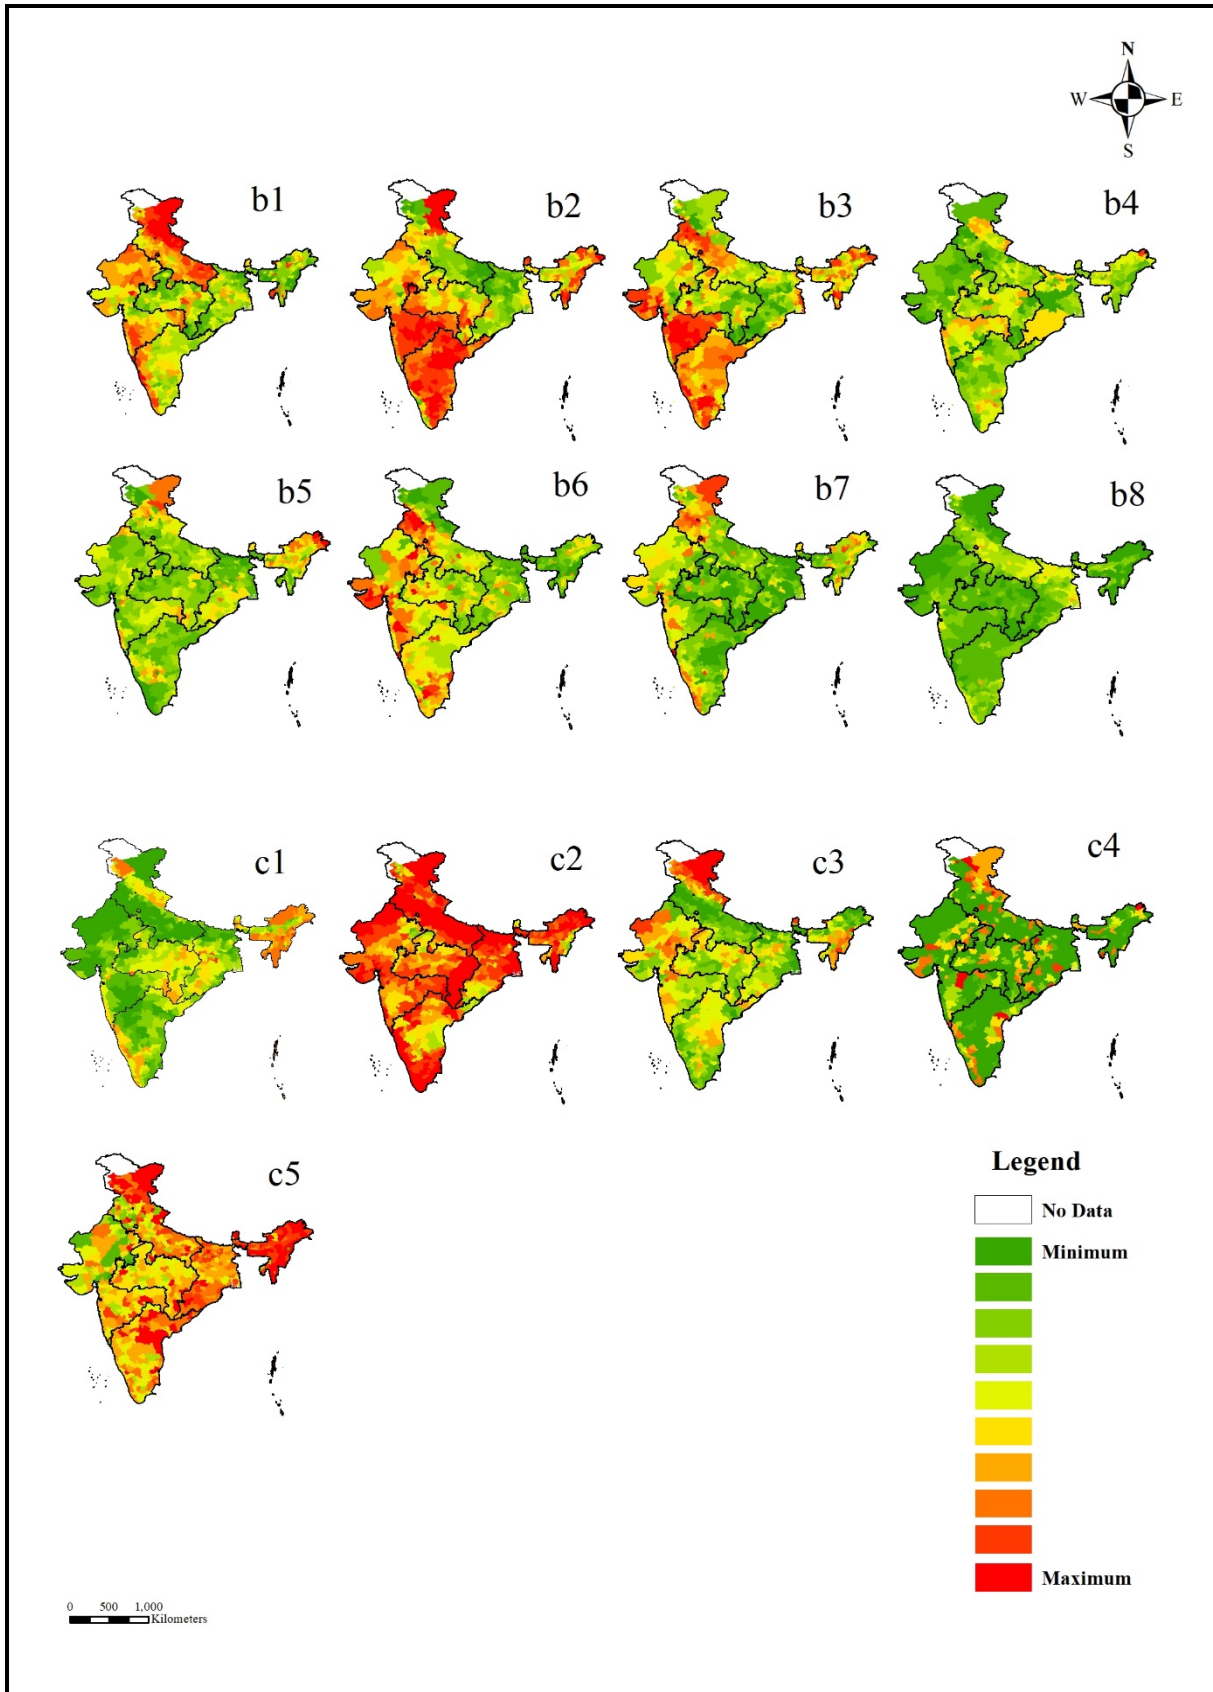 N
W E
S
b1 b2 b3 b4
b5 b6 b7 b8
c1 c2 c3 c4
c5
Legend
No Data
Minimum
Maximum
0 500 1,000
Kilometers